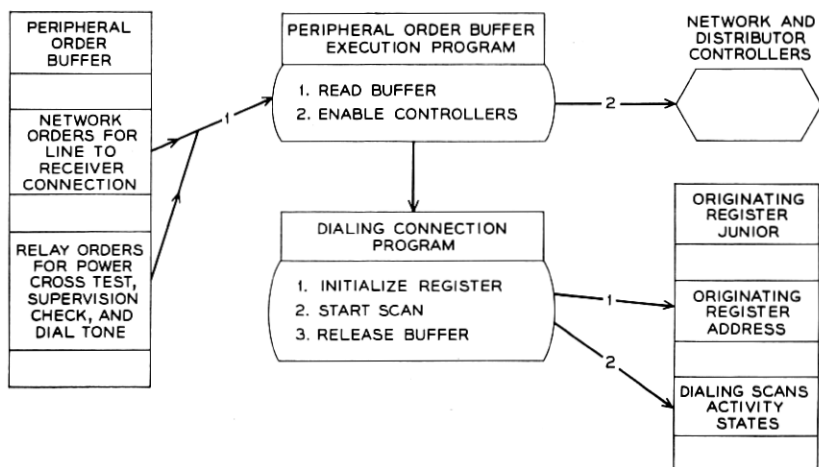 PERIPHERAL
ORDER
BUFFER
NETWORK
ORDERS FOR
LINE TO
RECEIVER
CONNECTION
RELAY ORDERS
FOR POWER
CROSS TEST,
SUPERVISION
CHECK, AND
DIAL TONE
1
PERIPHERAL ORDER BUFFER
EXECUTION PROGRAM
1. READ BUFFER
2. ENABLE CONTROLLERS
2
NETWORK AND
DISTRIBUTOR
CONTROLLERS
DIALING CONNECTION
PROGRAM
1. INITIALIZE REGISTER
2. START SCAN
3. RELEASE BUFFER
1
2
ORIGINATING
REGISTER
JUNIOR
ORIGINATING
REGISTER
ADDRESS
DIALING SCANS
ACTIVITY
STATES